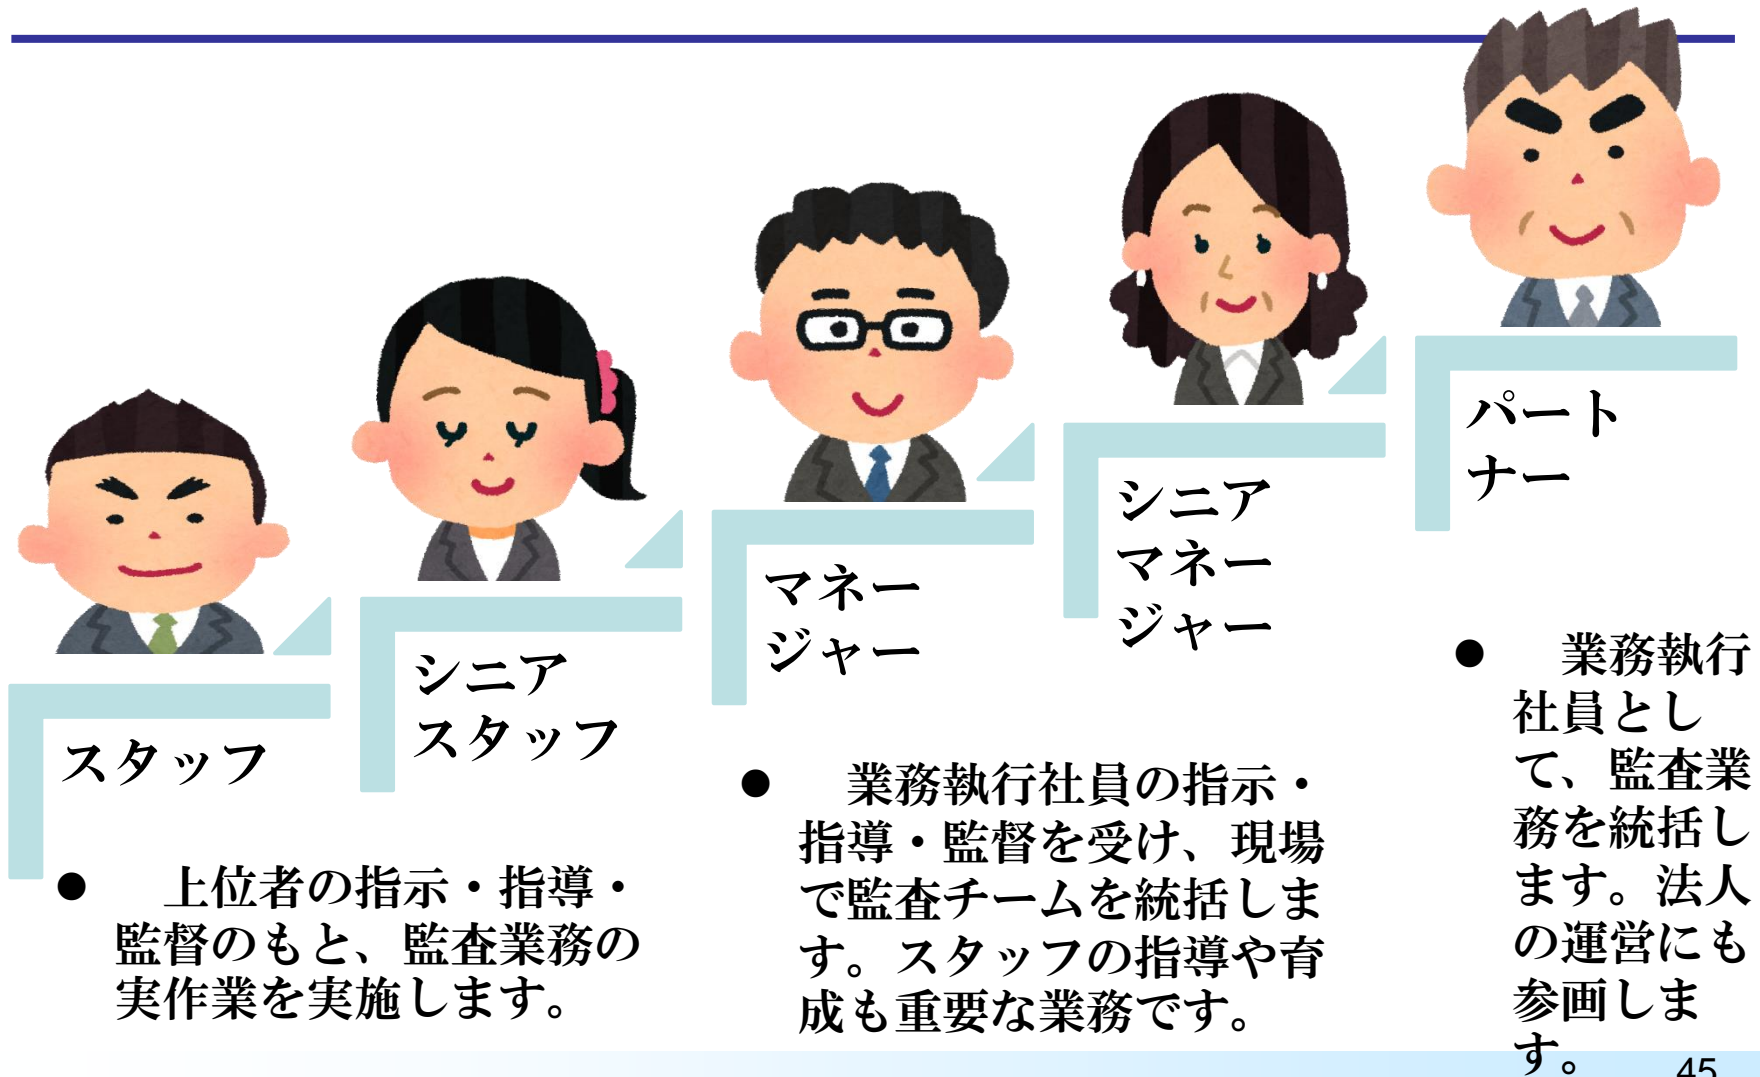 スタッフ
シニア
スタッフ
マネー
ジャー
シニア
マネー
ジャー
パート
ナー
● 上位者の指示・指導・
監督のもと、監査業務の
実作業を実施します。
● 業務執行社員の指示・
指導・監督を受け、現場
で監査チームを統括しま
す。スタッフの指導や育
成も重要な業務です。
● 業務執行
社員とし
て、監査業
務を統括し
ます。法人
の運営にも
参画しま
す。
45